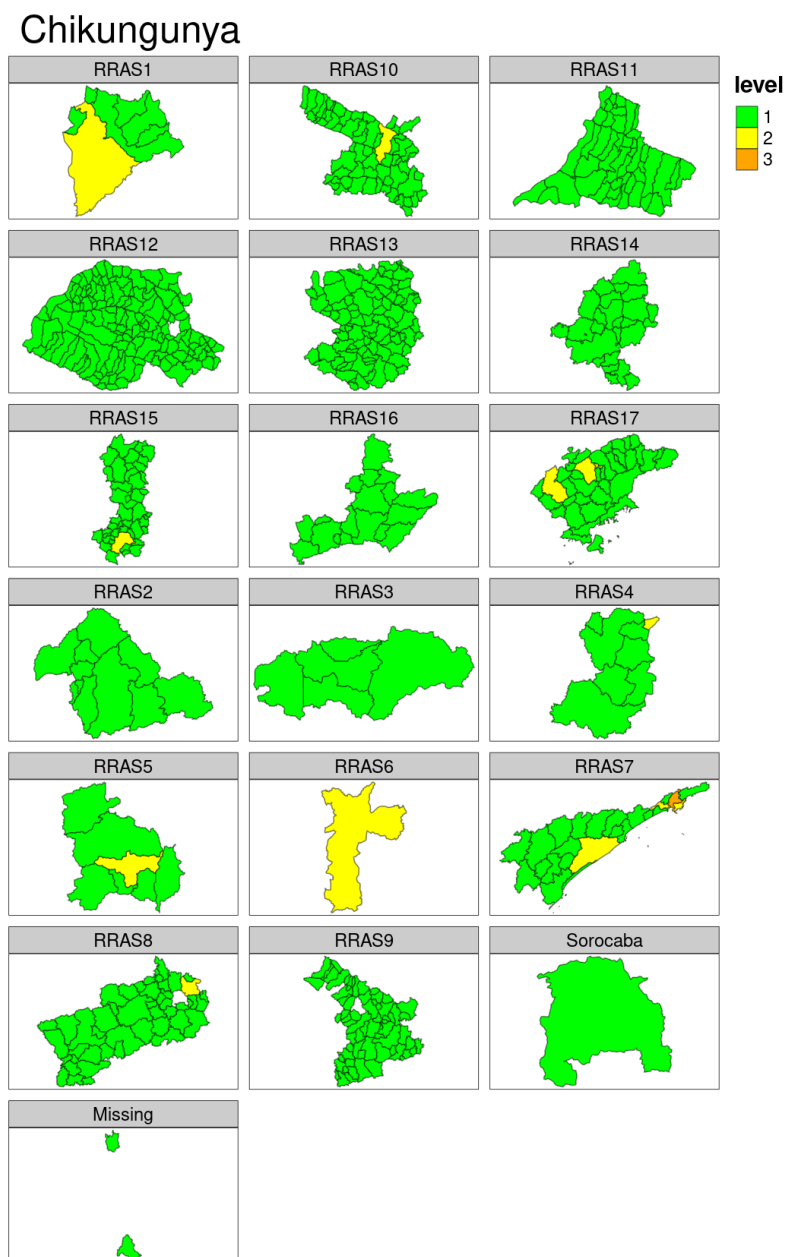 Chikungunya
RRAS1
RRAS10
RRAS11
level
1
2
3
RRAS12
RRAS13
RRAS14
RRAS15
RRAS16
RRAS17
RRAS2
RRAS3
RRAS4
RRAS5
RRAS6
RRAS7
RRAS8
RRAS9
Sorocaba
Missing